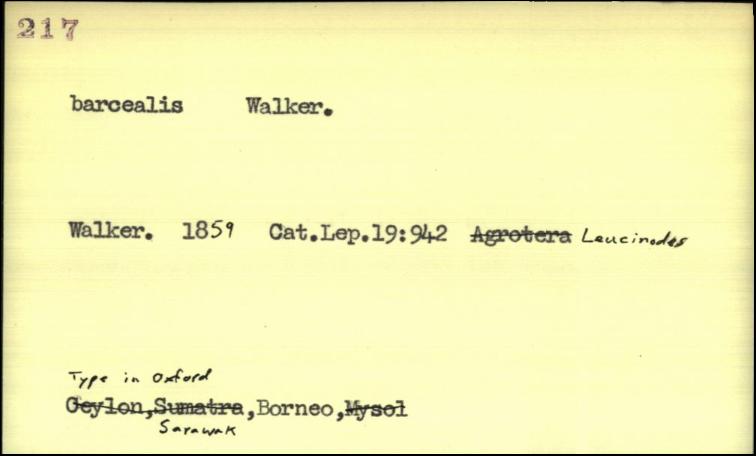 217
barcealis Walker.
Walker. 1859 Cat.Lep.19:942 Agrotera Leucinodes
Type in Oxford
Ceylon,Sumatra,Borneo,Mysol
Sarawak